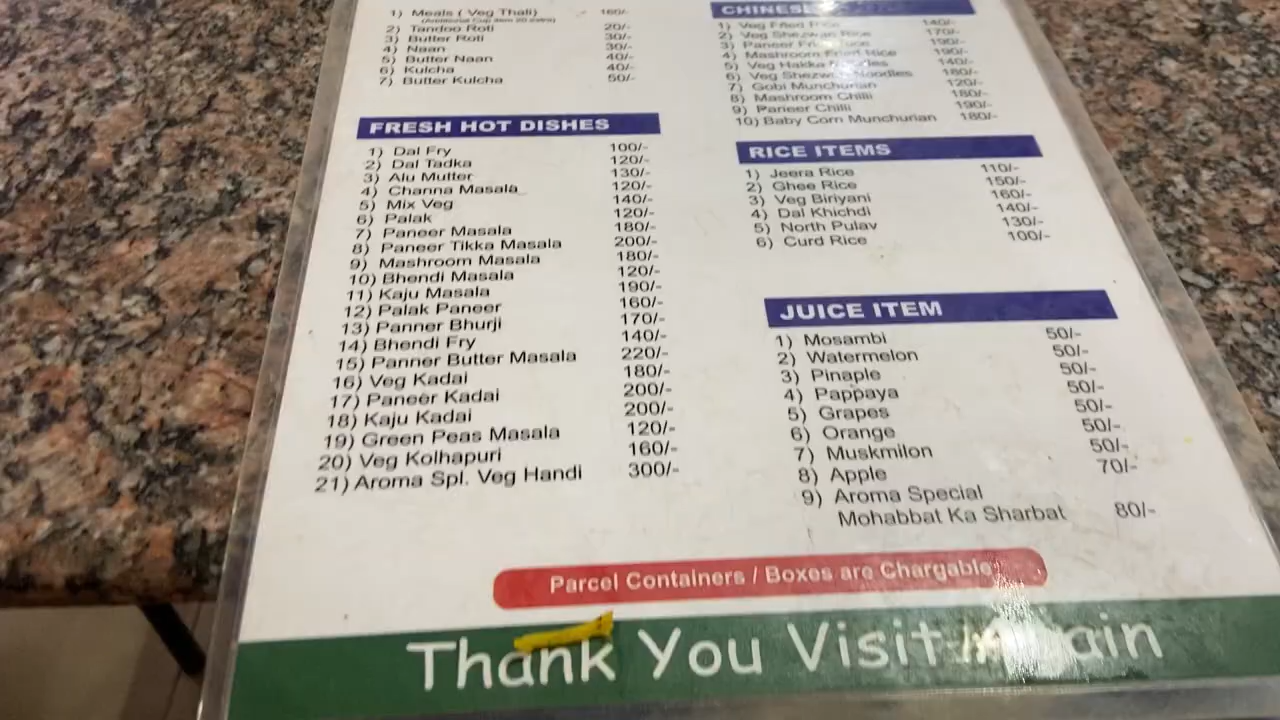 1) Meals ( Veg Thali) 160/-
(Additional Cup item 20 extra)
2) Tandoo Roti 20/-
3) Butter Roti 30/-
4) Naan 30/-
5) Butter Naan 40/-
6) Kulcha 40/-
7) Butter Kulcha 50/-
FRESH HOT DISHES
1) Dal Fry 100/-
2) Dal Tadka 120/-
3) Alu Mutter 130/-
4) Channa Masala 120/-
5) Mix Veg 140/-
6) Palak 120/-
7) Paneer Masala 180/-
8) Paneer Tikka Masala 200/-
9) Mashroom Masala 180/-
10) Bhendi Masala 120/-
11) Kaju Masala 190/-
12) Palak Paneer 160/-
13) Panner Bhurji 170/-
14) Bhendi Fry 140/-
15) Panner Butter Masala 220/-
16) Veg Kadai 180/-
17) Paneer Kadai 200/-
18) Kaju Kadai 200/-
19) Green Peas Masala 120/-
20) Veg Kolhapuri 160/-
21) Aroma Spl. Veg Handi 300/-
CHINESE
1) Veg Fried Rice 140/-
2) Veg Shezwan Rice 170/-
3) Paneer Fried Rice 190/-
4) Mashroom Fried Rice 190/-
5) Veg Hakka Noodles 140/-
6) Veg Shezwan Noodles 180/-
7) Gobi Munchurian 120/-
8) Mashroom Chilli 180/-
9) Paneer Chilli 190/-
10) Baby Corn Munchurian 180/-
RICE ITEMS
1) Jeera Rice 110/-
2) Ghee Rice 150/-
3) Veg Biriyani 160/-
4) Dal Khichdi 140/-
5) North Pulav 130/-
6) Curd Rice 100/-
JUICE ITEM
1) Mosambi 50/-
2) Watermelon 50/-
3) Pinaple 50/-
4) Pappaya 50/-
5) Grapes 50/-
6) Orange 50/-
7) Muskmilon 50/-
8) Apple 70/-
9) Aroma Special
Mohabbat Ka Sharbat 80/-
Parcel Containers / Boxes are Chargable
Thank You Visit Again